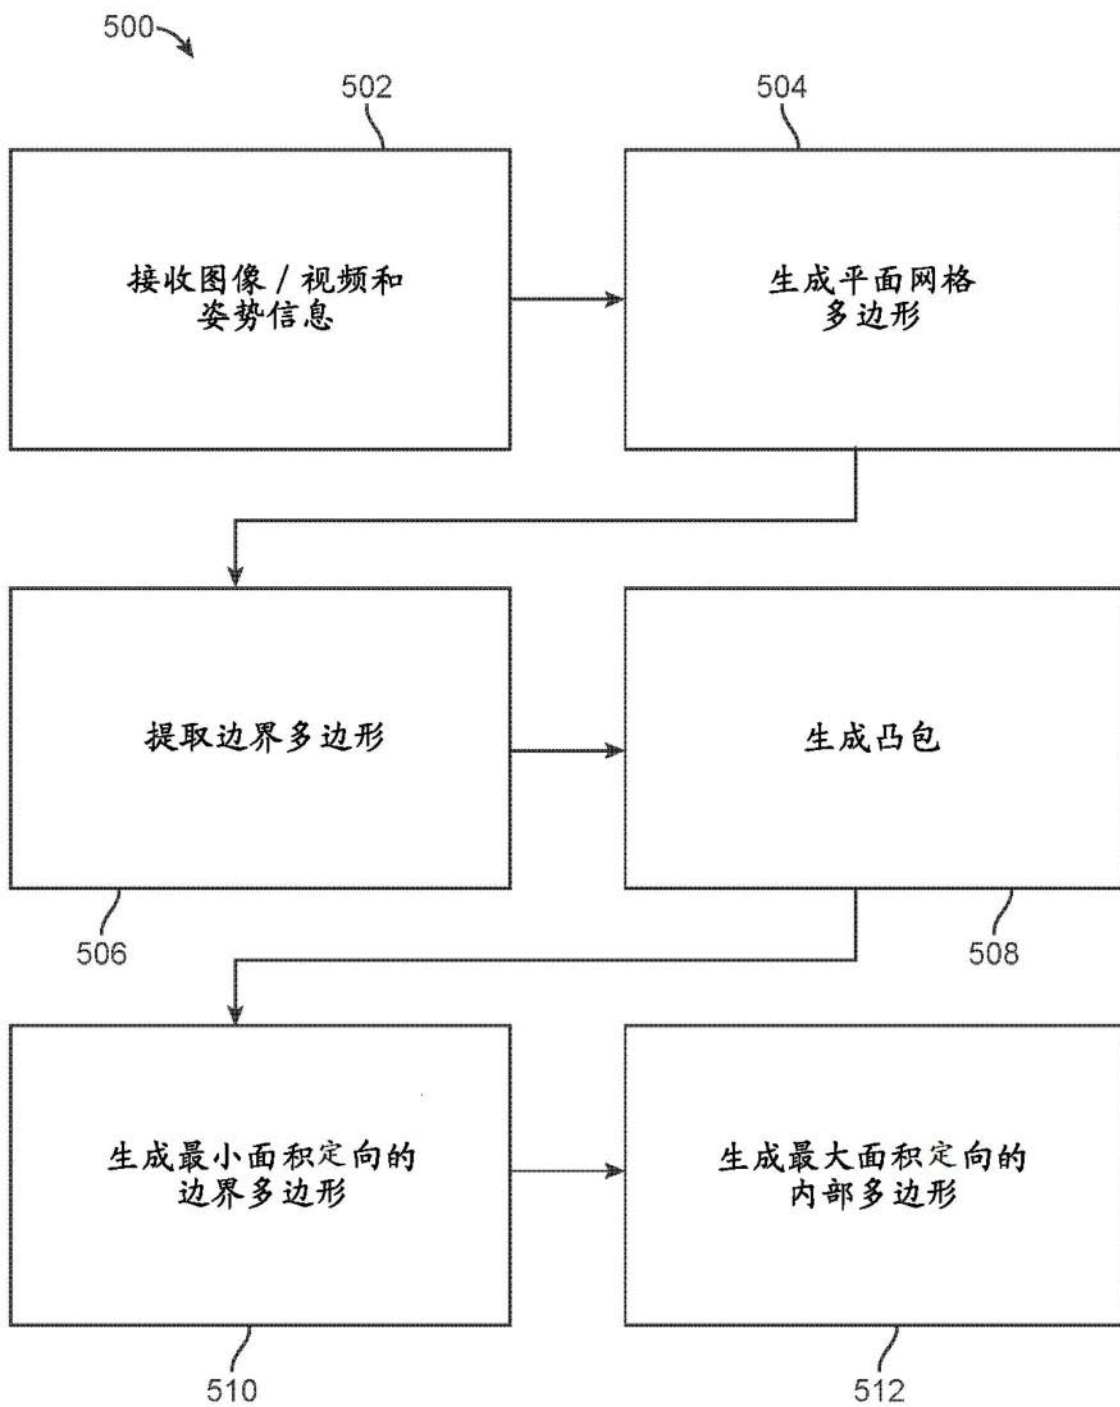 500
502
504
接收图像 / 视频和
姿势信息
生成平面网格
多边形
提取边界多边形
生成凸包
506
508
生成最小面积定向的
边界多边形
生成最大面积定向的
内部多边形
510
512